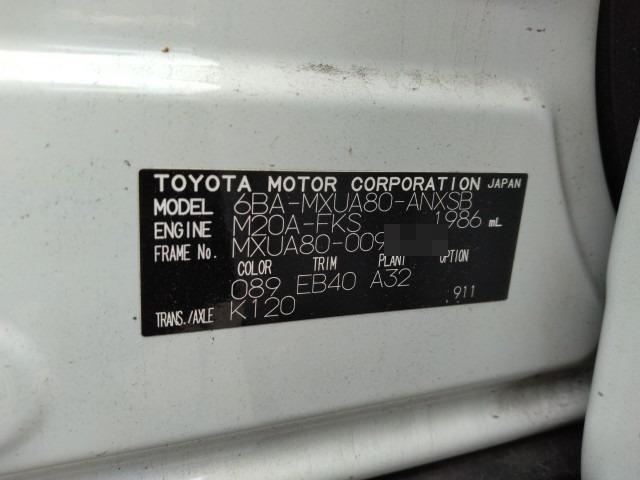 TOYOTA MOTOR CORPORATION JAPAN
MODEL 6BA-MXUA80-ANXSB
ENGINE M20A-FKS 1986 mL
FRAME No. MXUA80-009
COLOR TRIM PLANT OPTION
089 EB40 A32
TRANS./AXLE K120 911